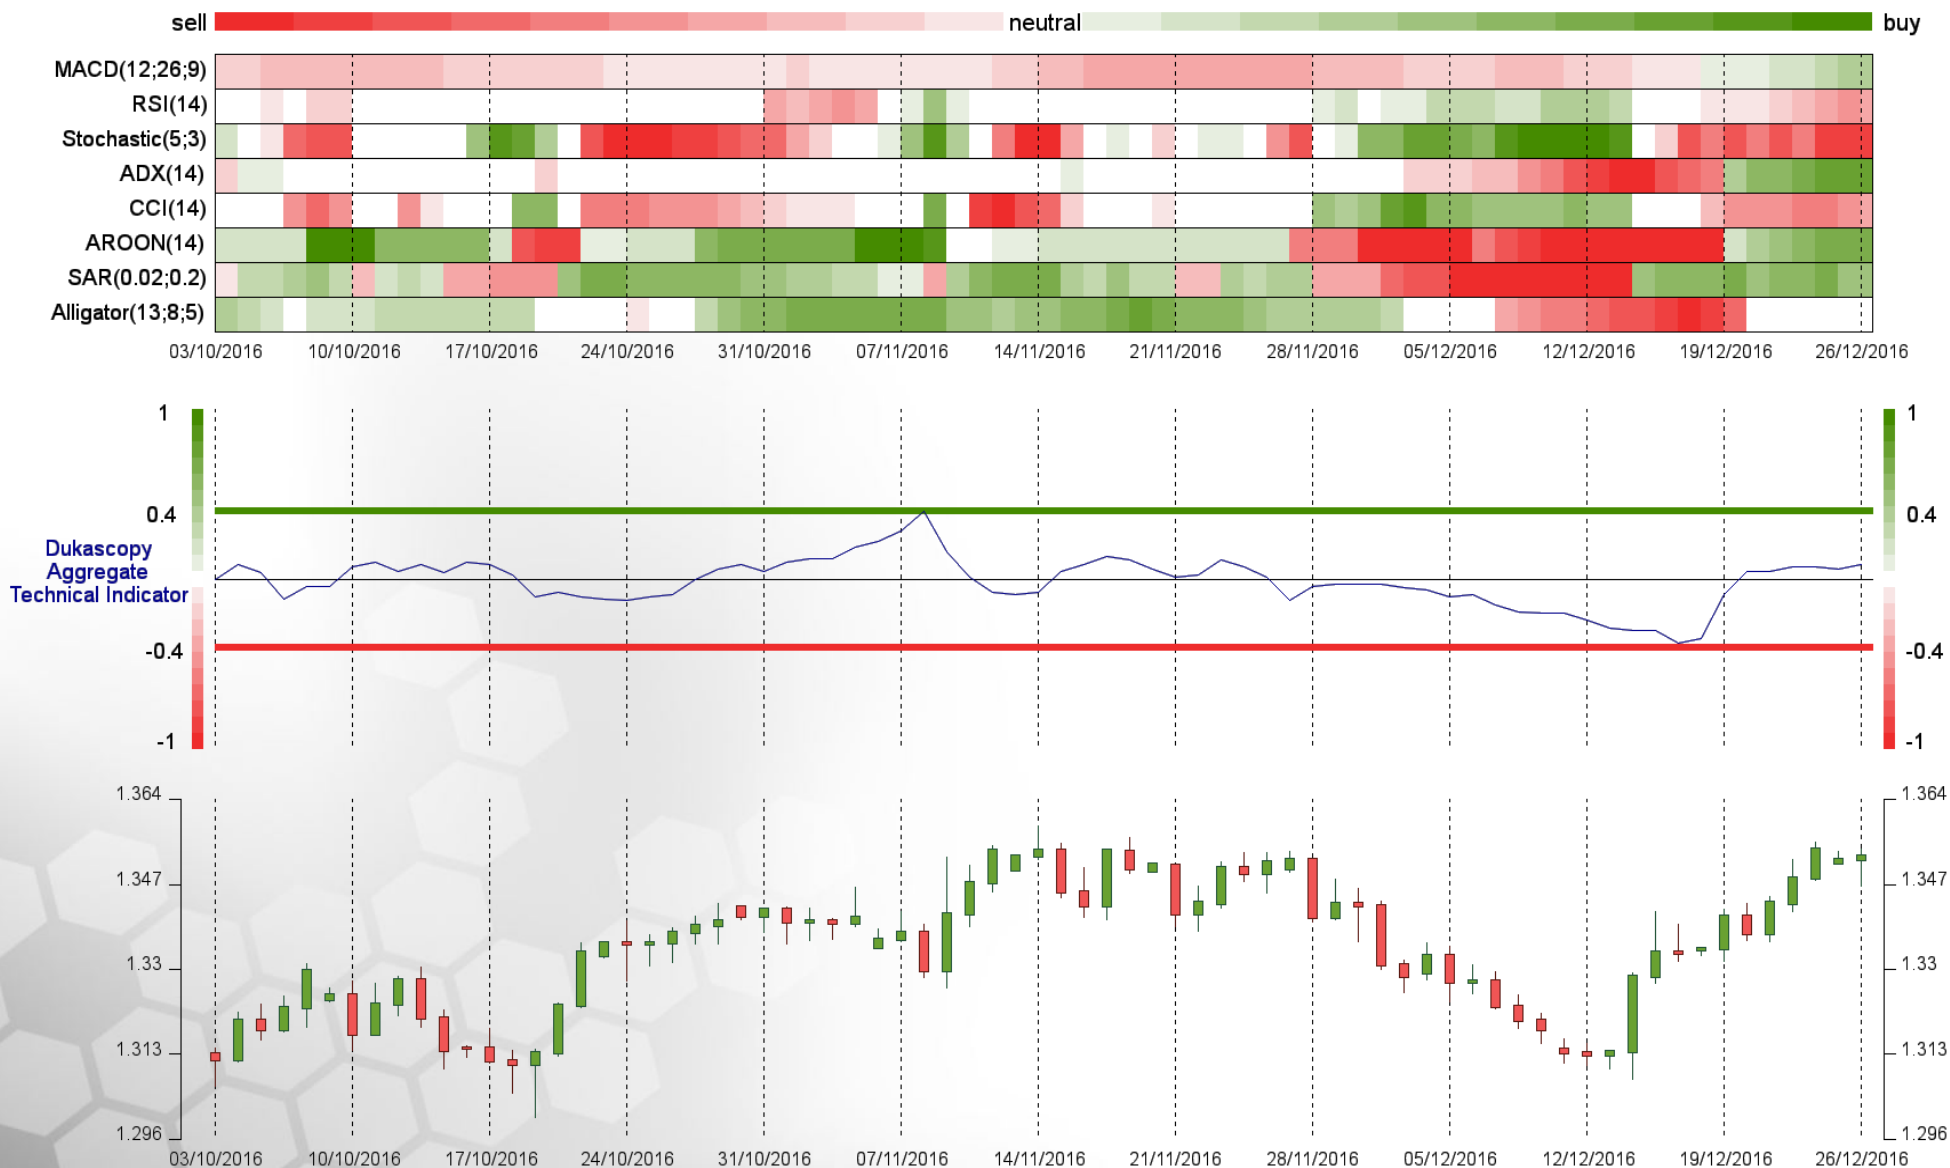 sell neutral buy
MACD(12;26;9)
RSI(14)
Stochastic(5;3)
ADX(14)
CCI(14)
AROON(14)
SAR(0.02;0.2)
Alligator(13;8;5)
03/10/2016 10/10/2016 17/10/2016 24/10/2016 31/10/2016 07/11/2016 14/11/2016 21/11/2016 28/11/2016 05/12/2016 12/12/2016 19/12/2016 26/12/2016
1 1
0.4 0.4
Dukascopy
Aggregate
Technical Indicator
-0.4 -0.4
-1 -1
1.364 1.364
1.347 1.347
1.33 1.33
1.313 1.313
1.296 1.296
03/10/2016 10/10/2016 17/10/2016 24/10/2016 31/10/2016 07/11/2016 14/11/2016 21/11/2016 28/11/2016 05/12/2016 12/12/2016 19/12/2016 26/12/2016